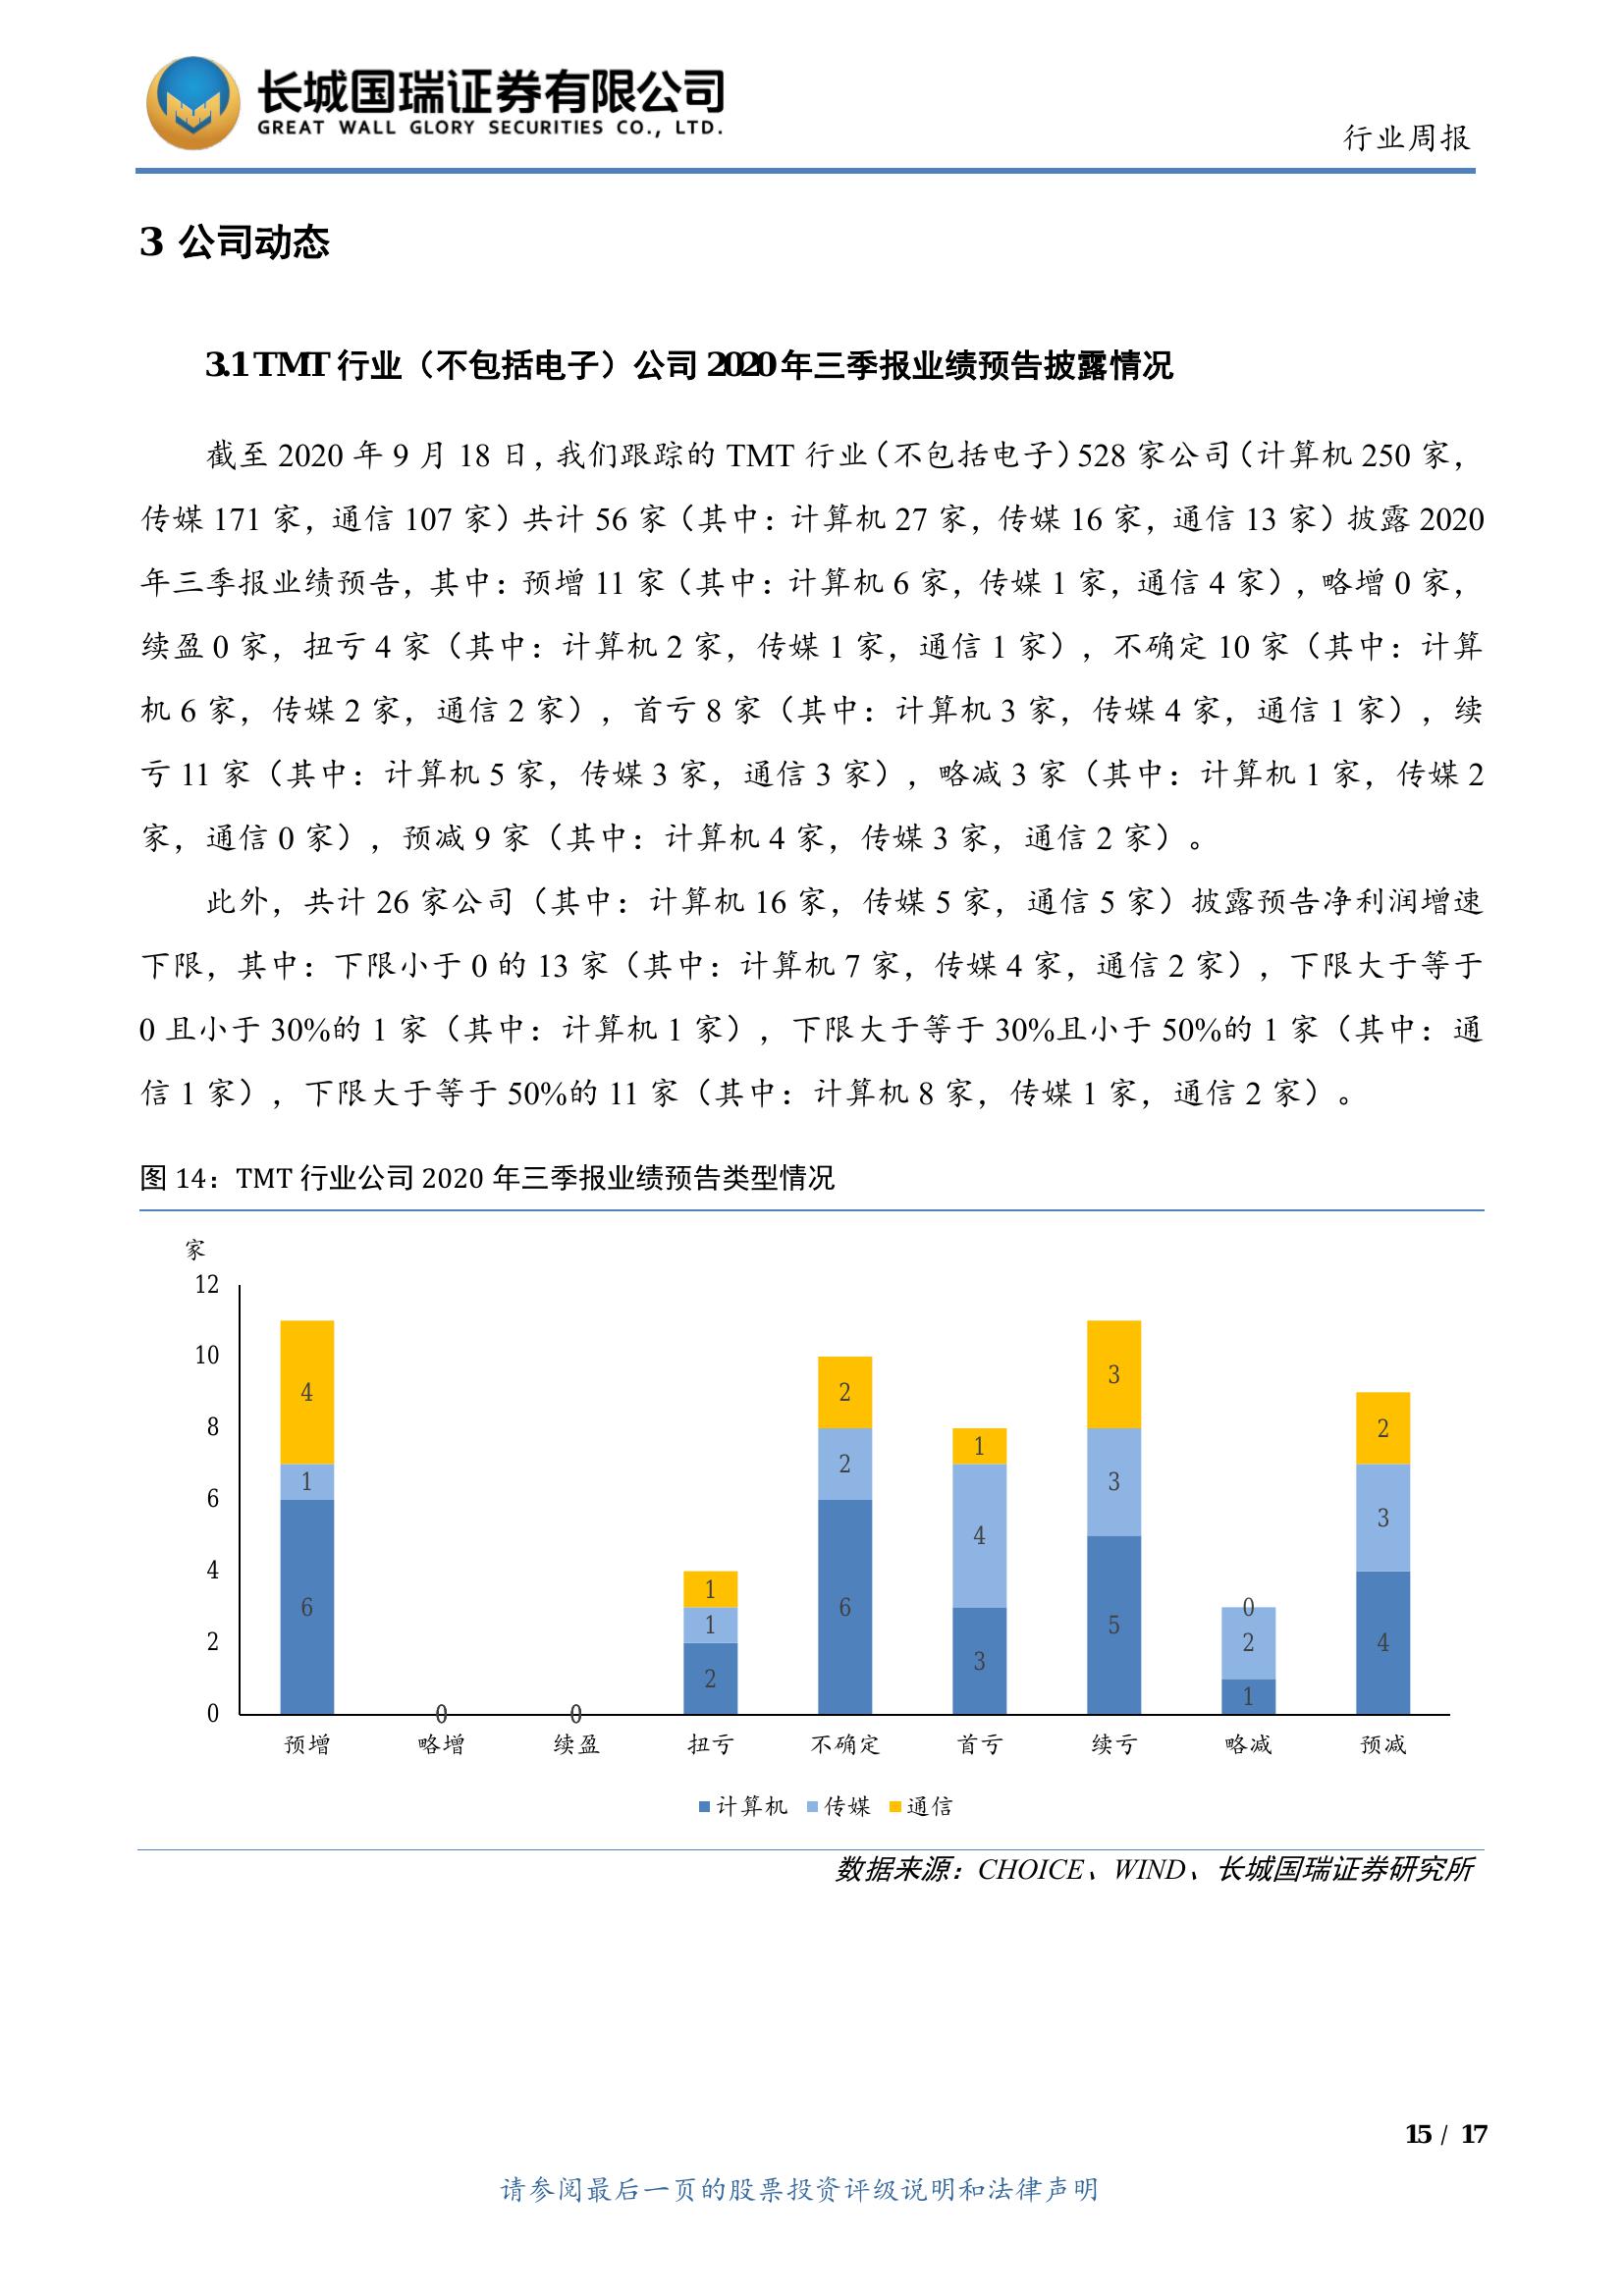 长城国瑞证券有限公司
GREAT WALL GLORY SECURITIES CO., LTD.
行业周报
3 公司动态
3.1 TMT 行业（不包括电子）公司 2020 年三季报业绩预告披露情况
截至 2020 年 9 月 18 日，我们跟踪的 TMT 行业（不包括电子）528 家公司（计算机 250 家，
传媒 171 家，通信 107 家）共计 56 家（其中：计算机 27 家，传媒 16 家，通信 13 家）披露 2020
年三季报业绩预告，其中：预增 11 家（其中：计算机 6 家，传媒 1 家，通信 4 家），略增 0 家，
续盈 0 家，扭亏 4 家（其中：计算机 2 家，传媒 1 家，通信 1 家），不确定 10 家（其中：计算
机 6 家，传媒 2 家，通信 2 家），首亏 8 家（其中：计算机 3 家，传媒 4 家，通信 1 家），续
亏 11 家（其中：计算机 5 家，传媒 3 家，通信 3 家），略减 3 家（其中：计算机 1 家，传媒 2
家，通信 0 家），预减 9 家（其中：计算机 4 家，传媒 3 家，通信 2 家）。
此外，共计 26 家公司（其中：计算机 16 家，传媒 5 家，通信 5 家）披露预告净利润增速
下限，其中：下限小于 0 的 13 家（其中：计算机 7 家，传媒 4 家，通信 2 家），下限大于等于
0 且小于 30%的 1 家（其中：计算机 1 家），下限大于等于 30%且小于 50%的 1 家（其中：通
信 1 家），下限大于等于 50%的 11 家（其中：计算机 8 家，传媒 1 家，通信 2 家）。
图 14：TMT 行业公司 2020 年三季报业绩预告类型情况
家
12
10
8
6
4
2
0
4 2 1 3 2
1 2 4 3 3
6 0 0 1 1 2 6 3 5 0 2 1 4
预增 略增 续盈 扭亏 不确定 首亏 续亏 略减 预减
计算机 传媒 通信
数据来源：CHOICE、WIND、长城国瑞证券研究所
15 / 17
请参阅最后一页的股票投资评级说明和法律声明